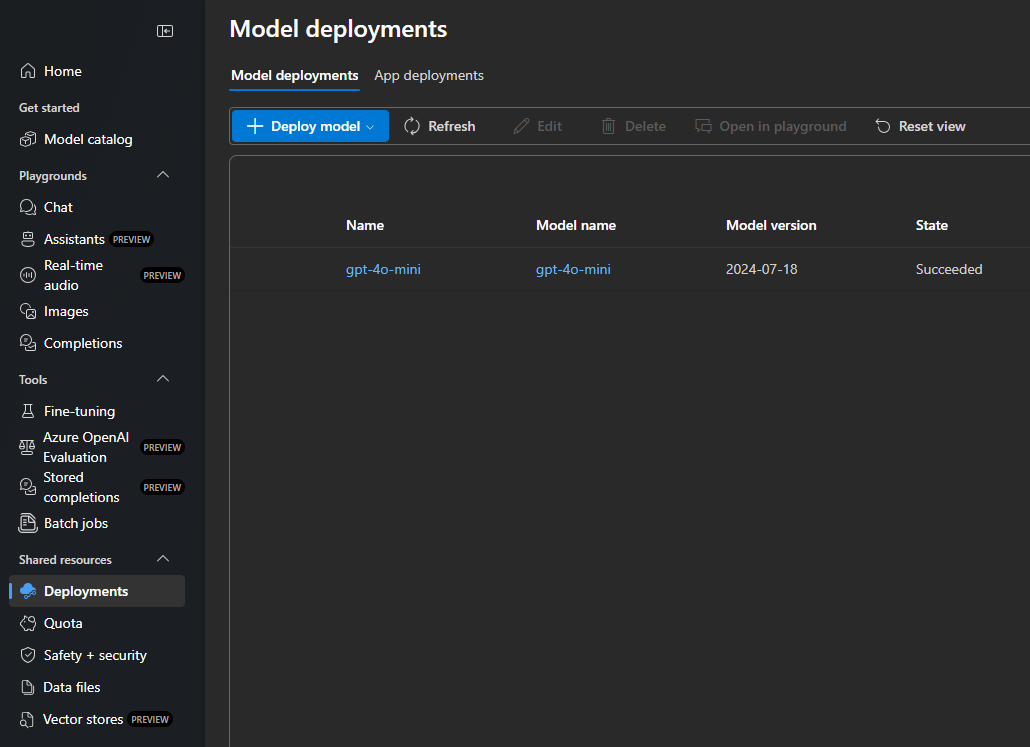 Model deployments
Home
Model deployments App deployments
Get started
Deploy model Refresh Edit Delete Open in playground Reset view
Model catalog
Playgrounds
Chat
Assistants PREVIEW
Real-time
audio PREVIEW
Images
Completions
Tools
Fine-tuning
Azure OpenAI
Evaluation PREVIEW
Stored
completions PREVIEW
Batch jobs
Shared resources
Deployments
Quota
Safety + security
Data files
Vector stores PREVIEW
Name Model name Model version State
gpt-4o-mini gpt-4o-mini 2024-07-18 Succeeded